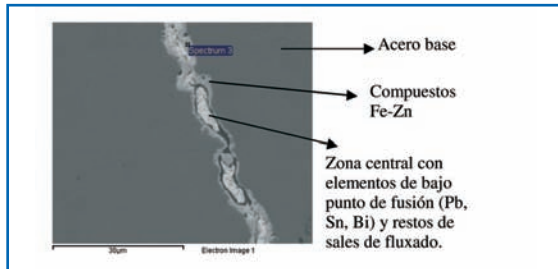 Spectrum 3
Acero base
Compuestos
Fe-Zn
Zona central con
elementos de bajo
punto de fusión (Pb,
Sn, Bi) y restos de
sales de fluxado.
30µm
Electron Image 1